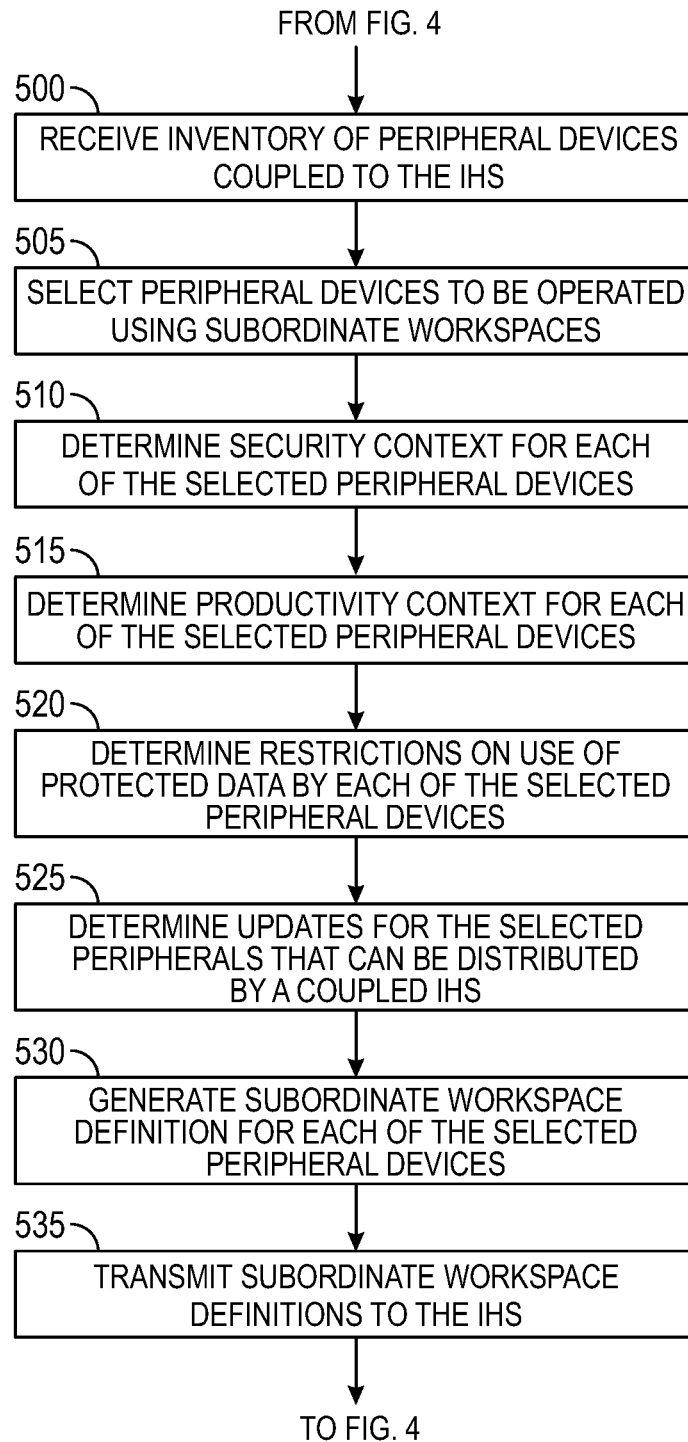 FROM FIG. 4
500
RECEIVE INVENTORY OF PERIPHERAL DEVICES
COUPLED TO THE IHS
505
SELECT PERIPHERAL DEVICES TO BE OPERATED
USING SUBORDINATE WORKSPACES
510
DETERMINE SECURITY CONTEXT FOR EACH
OF THE SELECTED PERIPHERAL DEVICES
515
DETERMINE PRODUCTIVITY CONTEXT FOR EACH
OF THE SELECTED PERIPHERAL DEVICES
520
DETERMINE RESTRICTIONS ON USE OF
PROTECTED DATA BY EACH OF THE SELECTED
PERIPHERAL DEVICES
525
DETERMINE UPDATES FOR THE SELECTED
PERIPHERALS THAT CAN BE DISTRIBUTED
BY A COUPLED IHS
530
GENERATE SUBORDINATE WORKSPACE
DEFINITION FOR EACH OF THE SELECTED
PERIPHERAL DEVICES
535
TRANSMIT SUBORDINATE WORKSPACE
DEFINITIONS TO THE IHS
TO FIG. 4